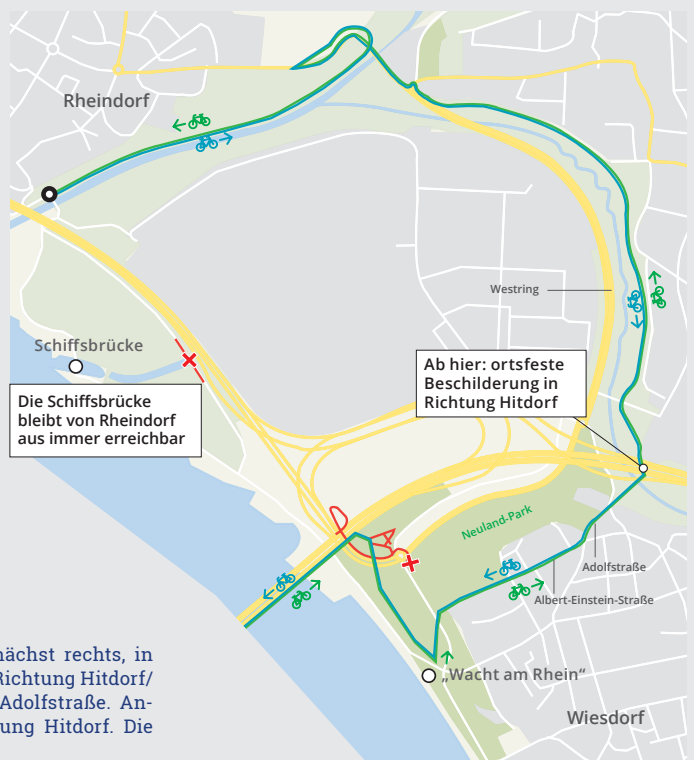 Rheindorf
Westring
Schiffsbrücke
Die Schiffsbrücke
bleibt von Rheindorf
aus immer erreichbar
Ab hier: ortsfeste
Beschilderung in
Richtung Hitdorf
Neuland-Park
Adolfstraße
Albert-Einstein-Straße
„Wacht am Rhein“
Wiesdorf
nächst rechts, in
Richtung Hitdorf/
Adolfstraße. An-
ung Hitdorf. Die